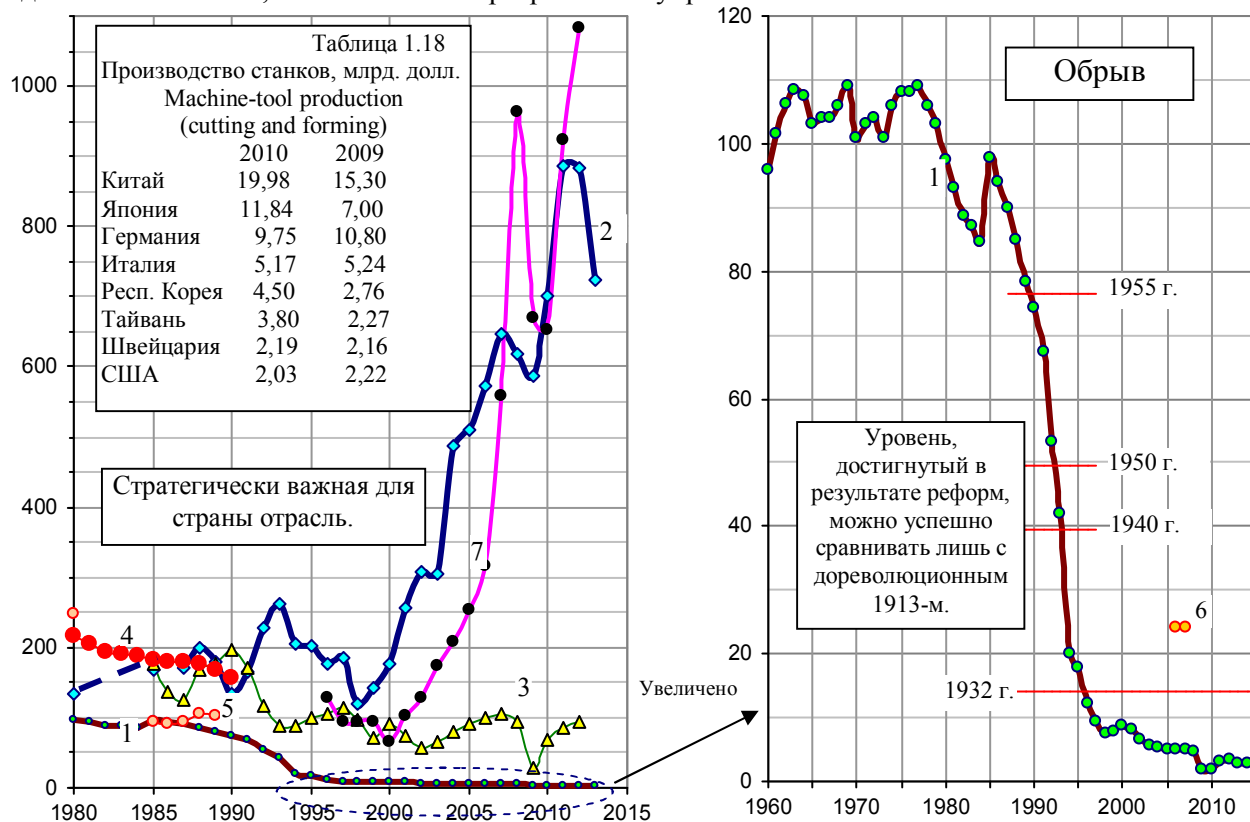 Таблица 1.18
Производство станков, млрд. долл.
Machine-tool production
(cutting and forming)
2010 2009
Китай 19,98 15,30
Япония 11,84 7,00
Германия 9,75 10,80
Италия 5,17 5,24
Респ. Корея 4,50 2,76
Тайвань 3,80 2,27
Швейцария 2,19 2,16
США 2,03 2,22
Стратегически важная для
страны отрасль.
1000
800
600
400
200
0
1980 1985 1990 1995 2000 2005 2010 2015
1
2
3
4
5
7
Увеличено
Обрыв
120
100
80
60
40
20
0
1960 1970 1980 1990 2000 2010
1
6
1955 г.
1950 г.
1940 г.
1932 г.
Уровень,
достигнутый в
результате реформ,
можно успешно
сравнивать лишь с
дореволюционным
1913-м.